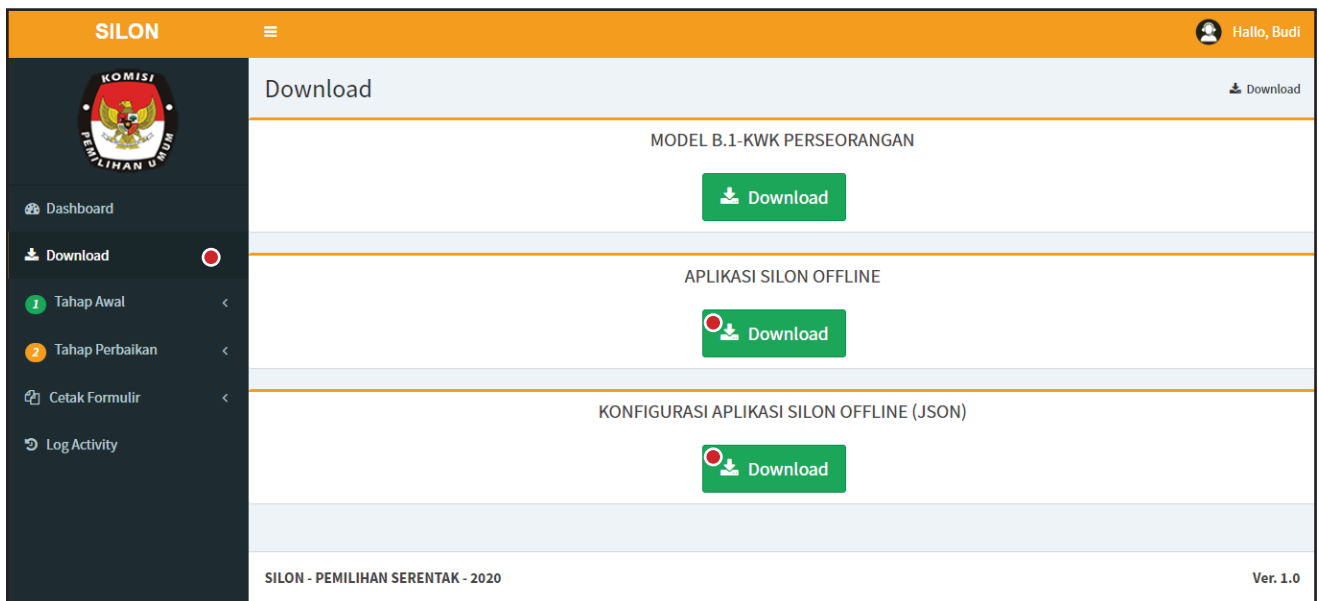 SILON
Hallo, Budi
KOMISI
PEMILIHAN UMUM
Download
Download
Dashboard
Download
1 Tahap Awal
2 Tahap Perbaikan
Cetak Formulir
Log Activity
MODEL B.1-KWK PERSEORANGAN
Download
APLIKASI SILON OFFLINE
Download
KONFIGURASI APLIKASI SILON OFFLINE (JSON)
Download
SILON - PEMILIHAN SERENTAK - 2020
Ver. 1.0